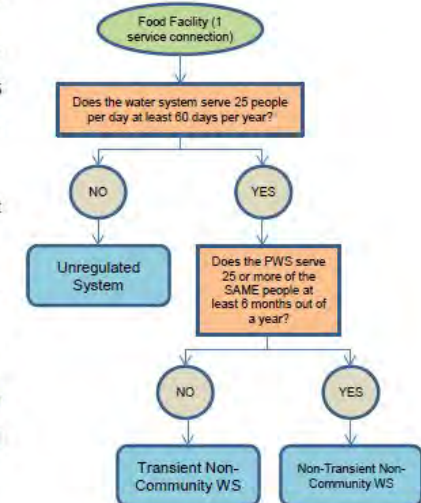 Food Facility (1
service connection)
Does the water system serve 25 people
per day at least 60 days per year?
NO
YES
Unregulated
System
Does the PWS serve
25 or more of the
SAME people at
least 6 months out of
a year?
NO
YES
Transient Non-
Community WS
Non-Transient Non-
Community WS